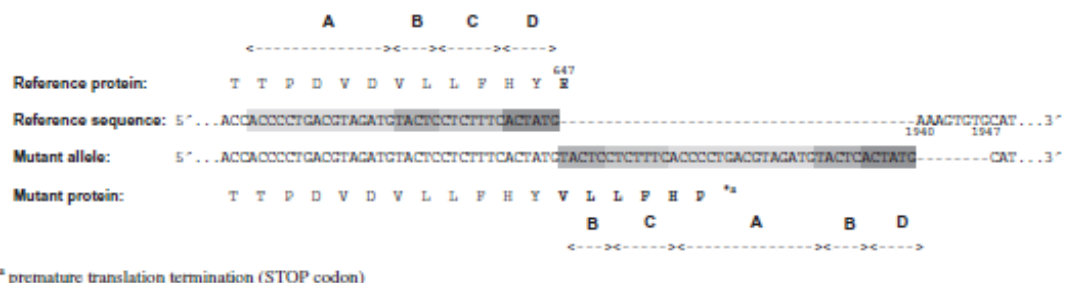 A B C D
<---------------><---><-----><---->
647
Reference protein: T T P D V D V L L F H Y E
Reference sequence: 5´...ACCACCCCTGACGTAGATGTACTCCTCTTTCACTATG---------------------------------------AAAGTGTGCAT...3´
1940 1947
Mutant allele: 5´...ACCACCCCTGACGTAGATGTACTCCTCTTTCACTATGTACTCCTCTTTCACCCCTGACGTAGATGTACTCACTATG--------CAT...3´
Mutant protein: T T P D V D V L L F H Y V L L F H P *a
B C A B D
<---><-----><---------------><---><---->
a premature translation termination (STOP codon)